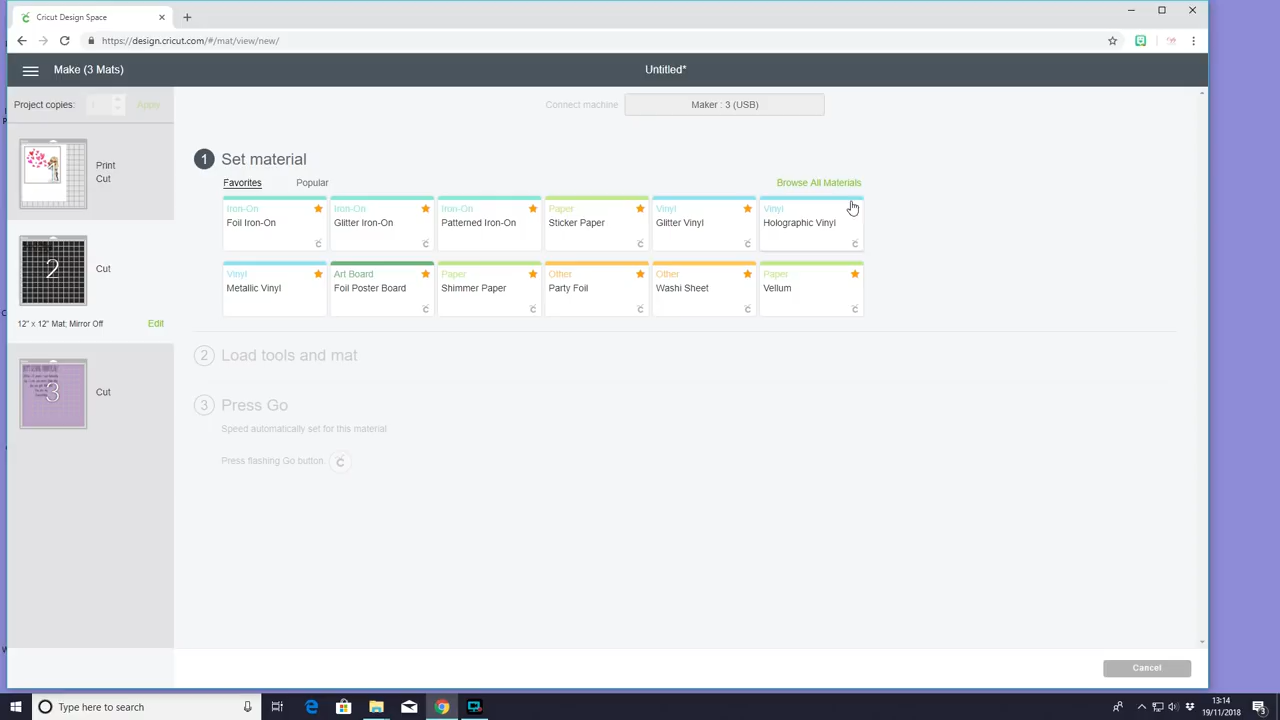 Cricut Design Space
https://design.cricut.com/#/mat/view/new/
Make (3 Mats)
Untitled*
Project copies: 1 Apply
Connect machine
Maker : 3 (USB)
1
Print
Cut
2
Cut
12" x 12" Mat; Mirror Off
Edit
3
Cut
1 Set material
Favorites
Popular
Browse All Materials
Iron-On
Foil Iron-On
Iron-On
Glitter Iron-On
Iron-On
Patterned Iron-On
Paper
Sticker Paper
Vinyl
Glitter Vinyl
Vinyl
Holographic Vinyl
Vinyl
Metallic Vinyl
Art Board
Foil Poster Board
Paper
Shimmer Paper
Other
Party Foil
Other
Washi Sheet
Paper
Vellum
2 Load tools and mat
3 Press Go
Speed automatically set for this material
Press flashing Go button.
Cancel
Type here to search
13:14
19/11/2018
3